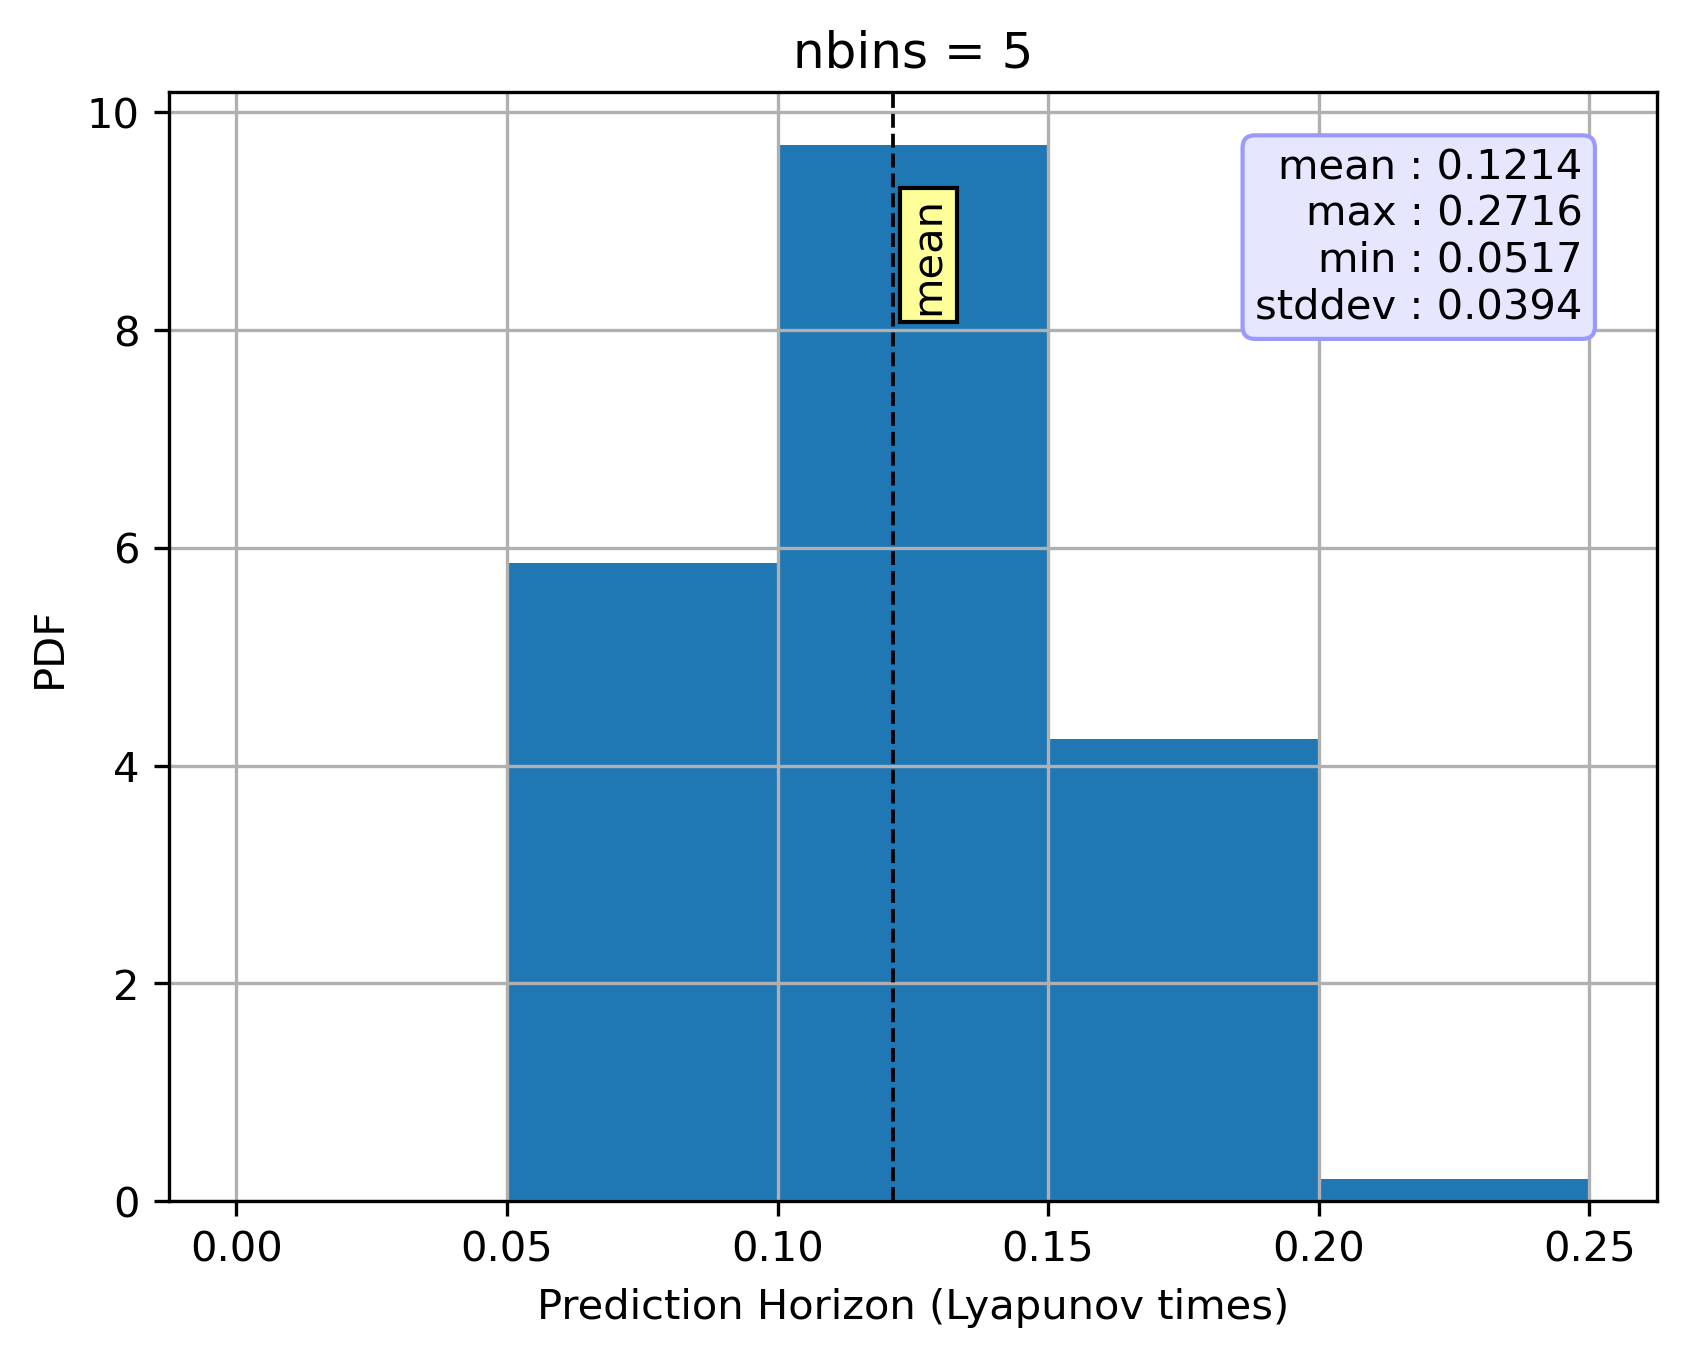 nbins = 5
10
8
6
4
2
0
PDF
mean
mean : 0.1214
max : 0.2716
min : 0.0517
stddev : 0.0394
0.00 0.05 0.10 0.15 0.20 0.25
Prediction Horizon (Lyapunov times)